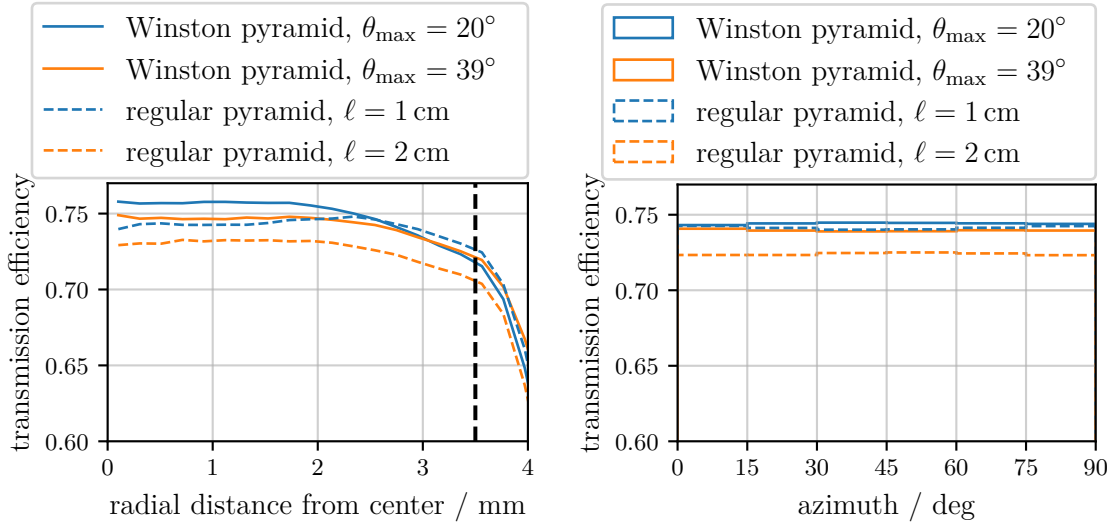 Winston pyramid, θmax = 20°
Winston pyramid, θmax = 39°
regular pyramid, ℓ = 1 cm
regular pyramid, ℓ = 2 cm
transmission efficiency
0.75
0.70
0.65
0.60
0 1 2 3 4
radial distance from center / mm
Winston pyramid, θmax = 20°
Winston pyramid, θmax = 39°
regular pyramid, ℓ = 1 cm
regular pyramid, ℓ = 2 cm
transmission efficiency
0.75
0.70
0.65
0.60
0 15 30 45 60 75 90
azimuth / deg